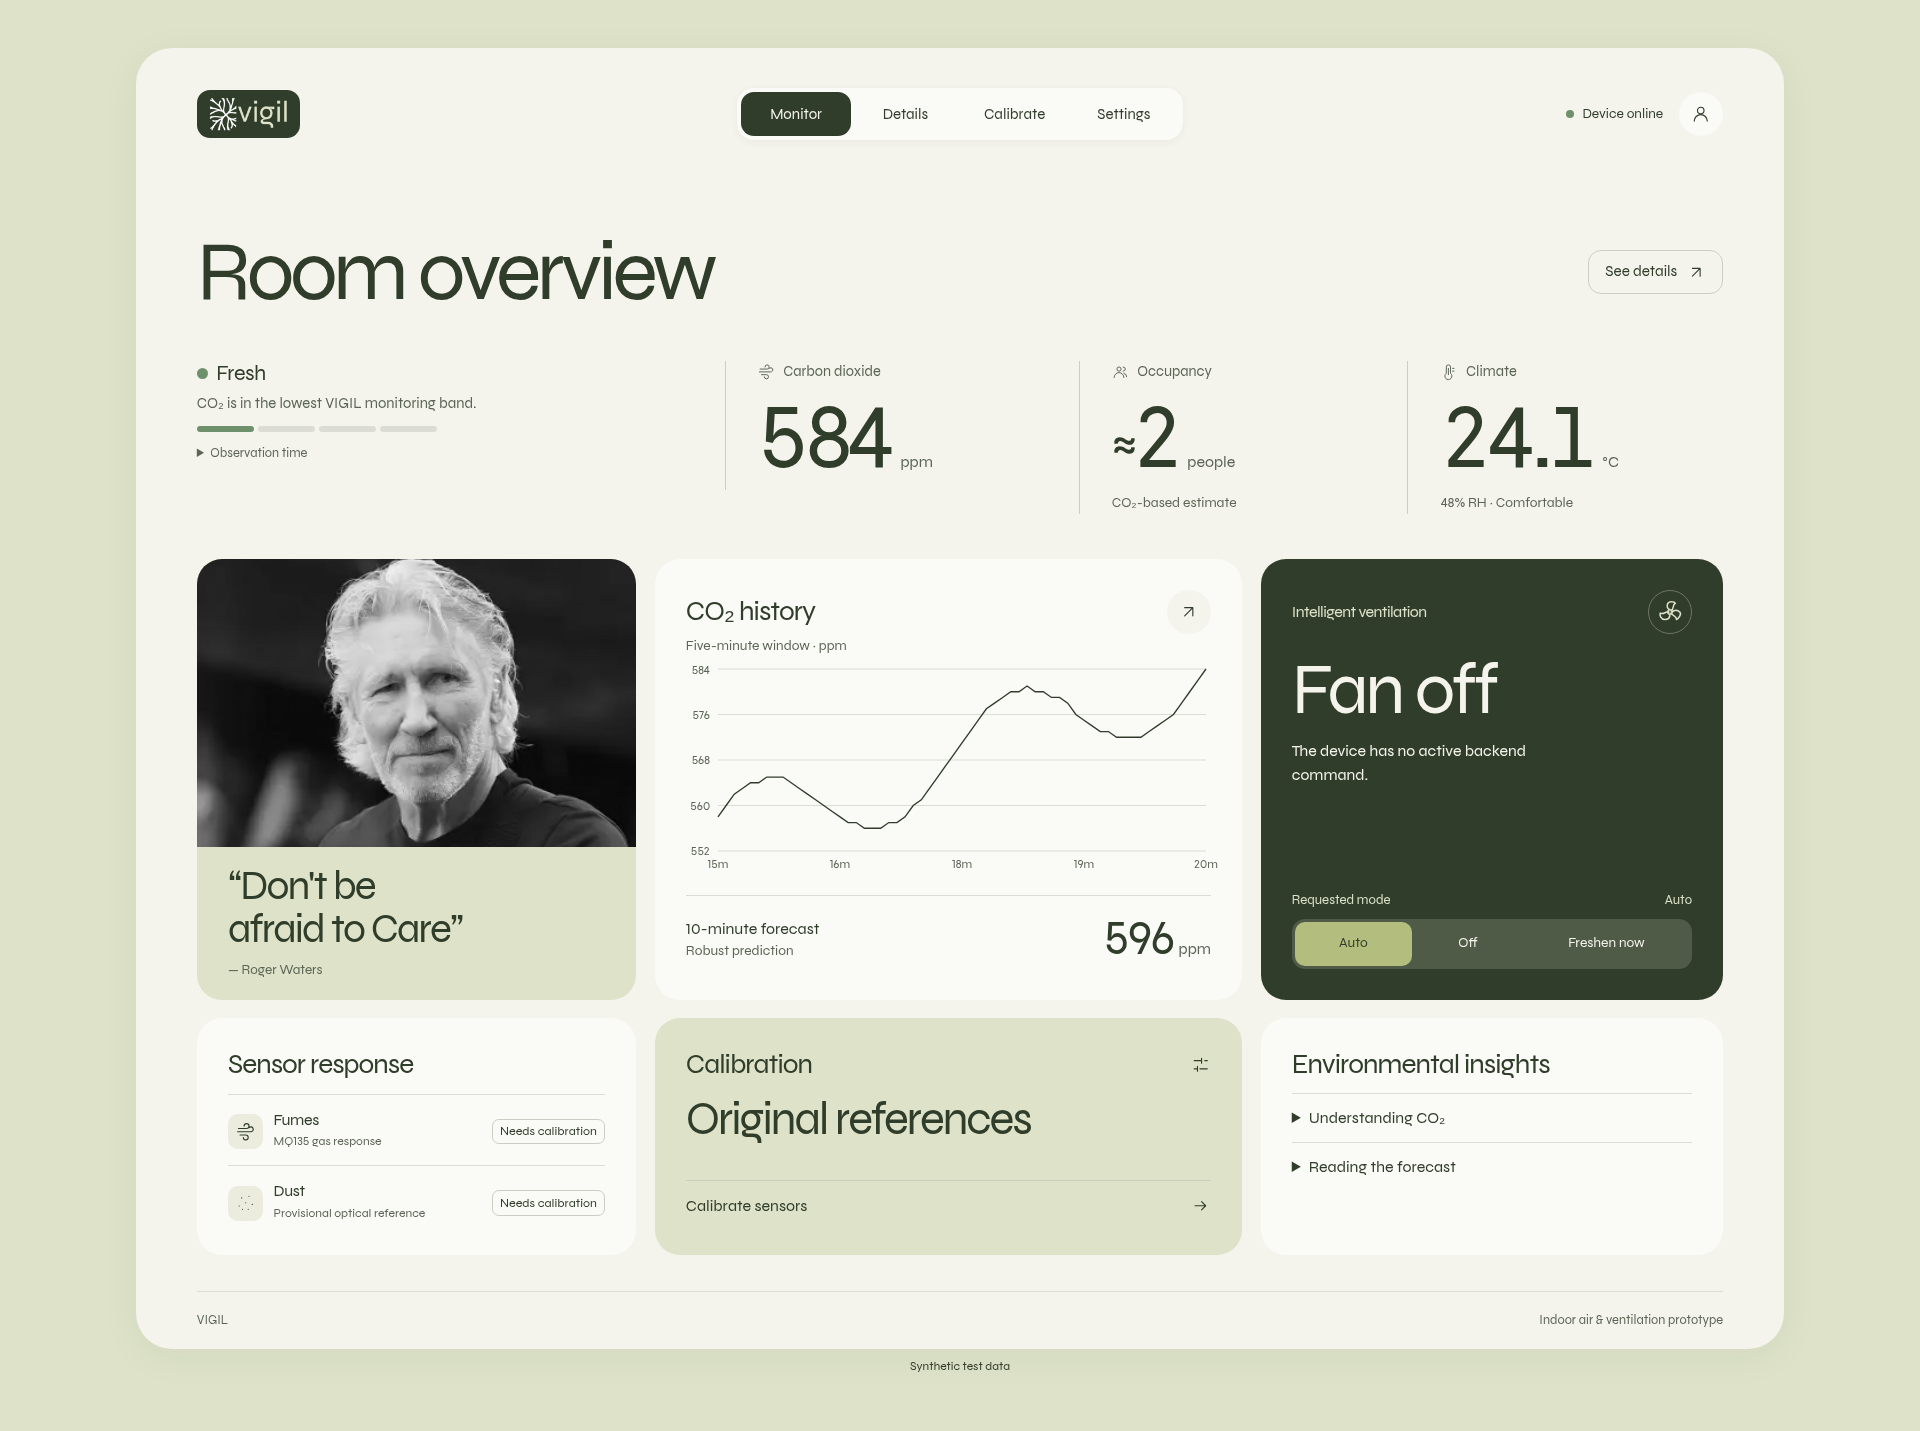 vigil
Monitor
Details
Calibrate
Settings
Device online
Room overview
See details
Fresh
CO₂ is in the lowest VIGIL monitoring band.
Observation time
Carbon dioxide
584 ppm
Occupancy
≈2 people
CO₂-based estimate
Climate
24.1 °C
48% RH · Comfortable
“Don't be
afraid to Care”
— Roger Waters
CO₂ history
Five-minute window · ppm
584
576
568
560
552
15m
16m
18m
19m
20m
10-minute forecast
Robust prediction
596 ppm
Intelligent ventilation
Fan off
The device has no active backend
command.
Requested mode
Auto
Auto
Off
Freshen now
Sensor response
Fumes
MQ135 gas response
Needs calibration
Dust
Provisional optical reference
Needs calibration
Calibration
Original references
Calibrate sensors
Environmental insights
Understanding CO₂
Reading the forecast
VIGIL
Indoor air & ventilation prototype
Synthetic test data